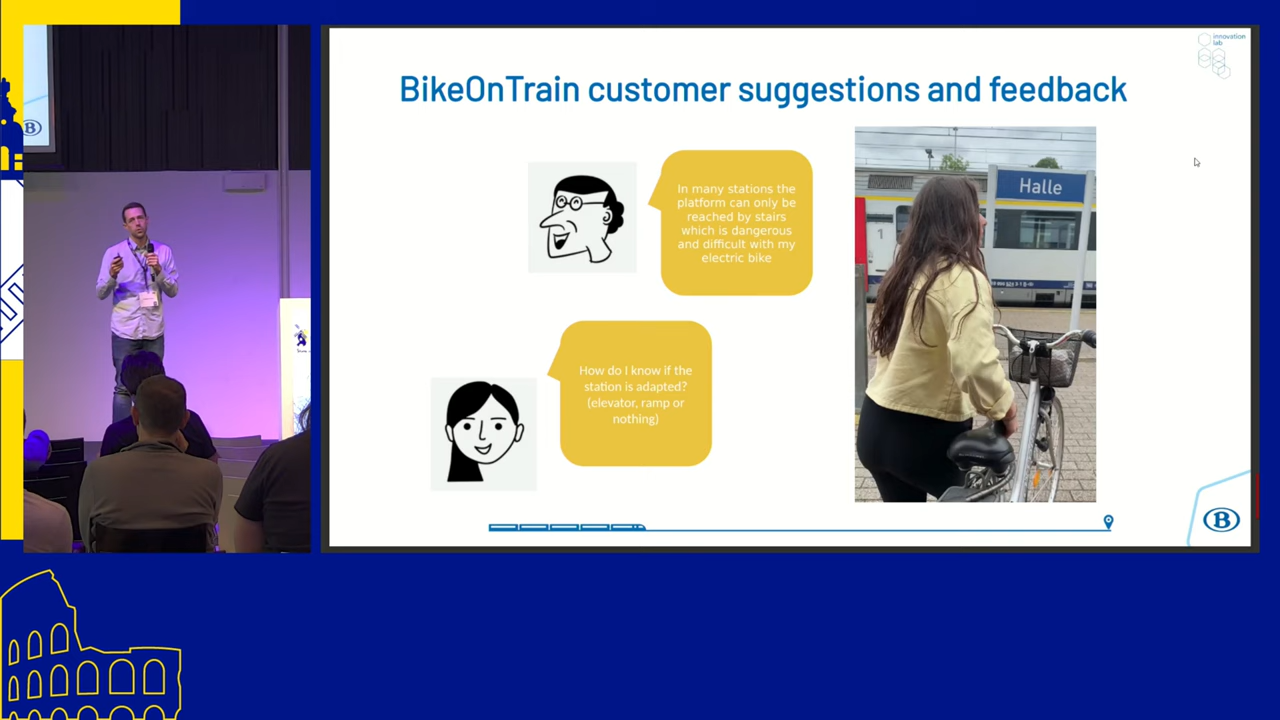 innovation
lab
BikeOnTrain customer suggestions and feedback
In many stations the
platform can only be
reached by stairs
which is dangerous
and difficult with my
electric bike
Halle
1
How do I know if the
station is adapted?
(elevator, ramp or
nothing)
B
B